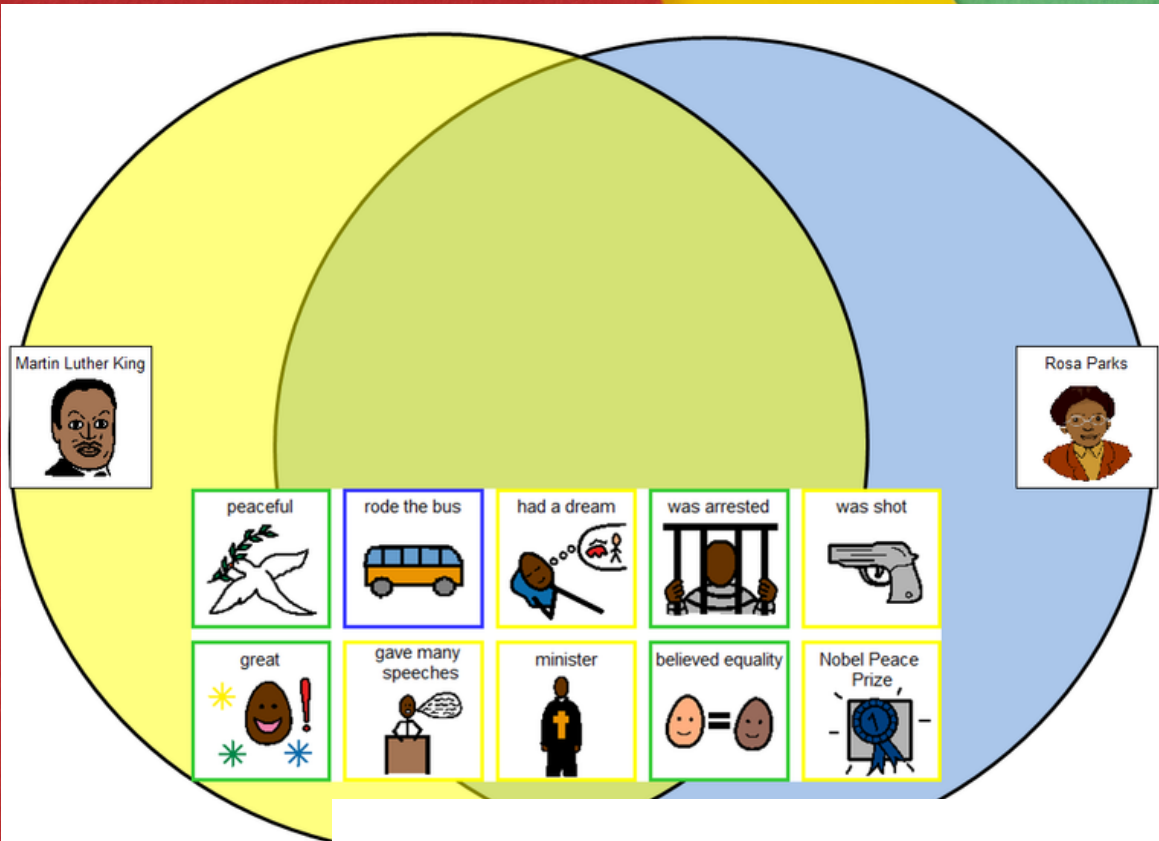 Martin Luther King
Rosa Parks
peaceful
rode the bus
had a dream
was arrested
was shot
great
gave many
speeches
minister
believed equality
Nobel Peace
Prize
1